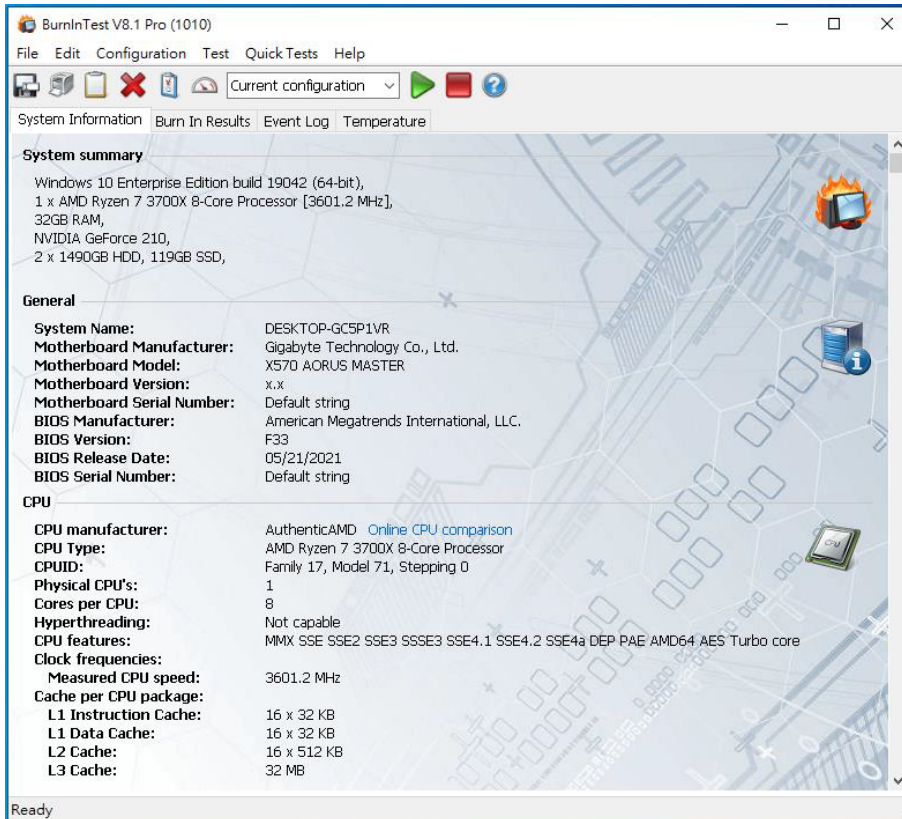 BurnInTest V8.1 Pro (1010)
File Edit Configuration Test Quick Tests Help
Current configuration
System Information Burn In Results Event Log Temperature
System summary
Windows 10 Enterprise Edition build 19042 (64-bit),
1 x AMD Ryzen 7 3700X 8-Core Processor [3601.2 MHz],
32GB RAM,
NVIDIA GeForce 210,
2 x 1490GB HDD, 119GB SSD,
General
System Name: DESKTOP-GC5P1VR
Motherboard Manufacturer: Gigabyte Technology Co., Ltd.
Motherboard Model: X570 AORUS MASTER
Motherboard Version: x.x
Motherboard Serial Number: Default string
BIOS Manufacturer: American Megatrends International, LLC.
BIOS Version: F33
BIOS Release Date: 05/21/2021
BIOS Serial Number: Default string
CPU
CPU manufacturer: AuthenticAMD Online CPU comparison
CPU Type: AMD Ryzen 7 3700X 8-Core Processor
CPUID: Family 17, Model 71, Stepping 0
Physical CPU's: 1
Cores per CPU: 8
Hyperthreading: Not capable
CPU features: MMX SSE SSE2 SSE3 SSSE3 SSE4.1 SSE4.2 SSE4a DEP PAE AMD64 AES Turbo core
Clock frequencies:
Measured CPU speed: 3601.2 MHz
Cache per CPU package:
L1 Instruction Cache: 16 x 32 KB
L1 Data Cache: 16 x 32 KB
L2 Cache: 16 x 512 KB
L3 Cache: 32 MB
Ready